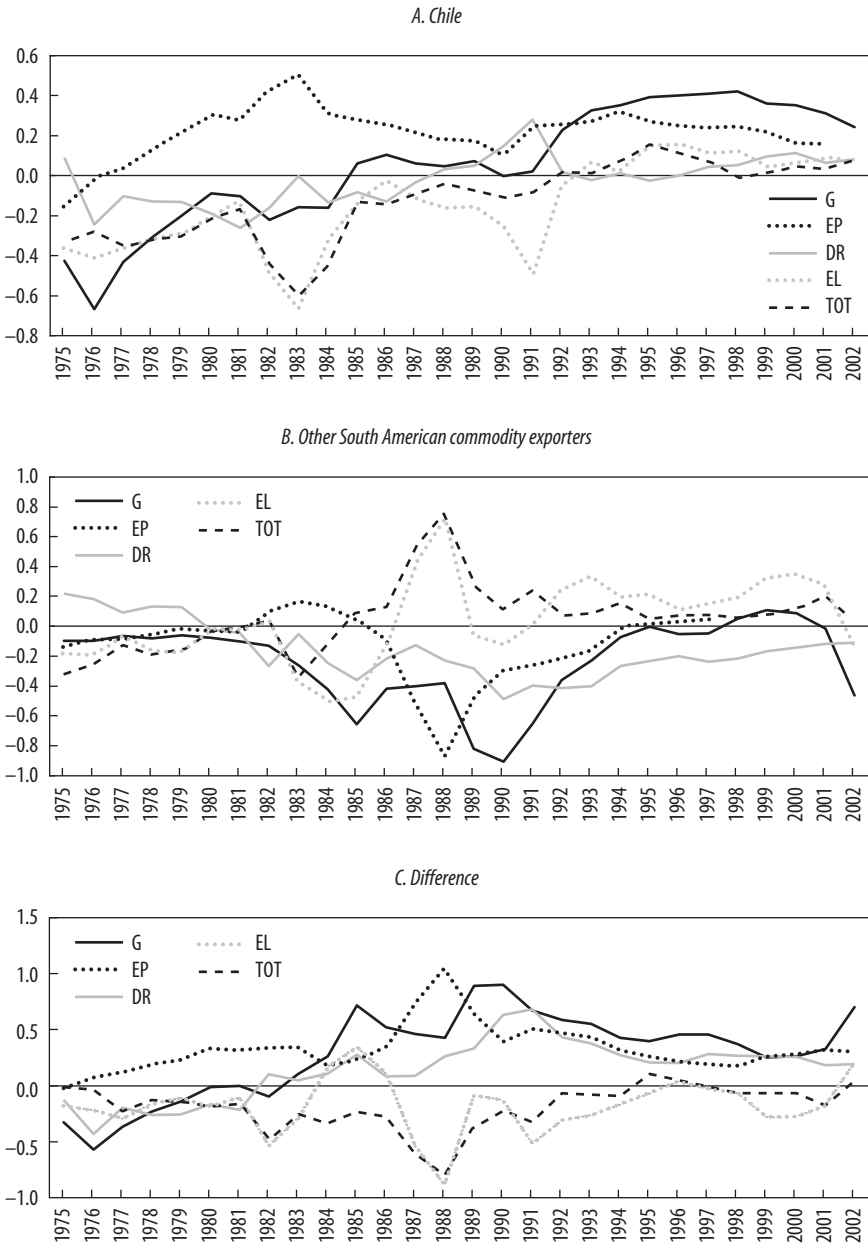 A. Chile
0.6
0.4
0.2
0.0
−0.2
−0.4
−0.6
−0.8
G
EP
DR
EL
TOT
1975 1976 1977 1978 1979 1980 1981 1982 1983 1984 1985 1986 1987 1988 1989 1990 1991 1992 1993 1994 1995 1996 1997 1998 1999 2000 2001 2002
B. Other South American commodity exporters
1.0
0.8
0.6
0.4
0.2
0.0
−0.2
−0.4
−0.6
−0.8
−1.0
G EL
EP TOT
DR
1975 1976 1977 1978 1979 1980 1981 1982 1983 1984 1985 1986 1987 1988 1989 1990 1991 1992 1993 1994 1995 1996 1997 1998 1999 2000 2001 2002
C. Difference
1.5
1.0
0.5
0.0
−0.5
−1.0
G EL
EP TOT
DR
1975 1976 1977 1978 1979 1980 1981 1982 1983 1984 1985 1986 1987 1988 1989 1990 1991 1992 1993 1994 1995 1996 1997 1998 1999 2000 2001 2002